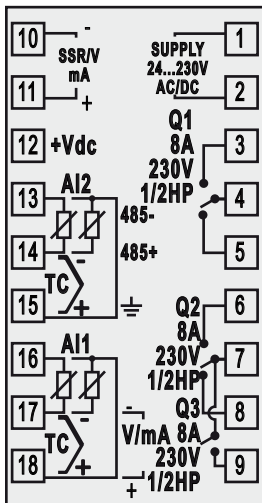 10 - 1
SSR/V SUPPLY
mA 24...230V
11 + AC/DC 2
12 +Vdc Q1 3
8A
230V
13 AI2 1/2HP 4
485-
14 - 485+ 5
TC
15 + Q2 6
8A
16 AI1 230V 7
1/2HP
17 - - Q3 8
TC V/mA 8A
18 + 230V 9
+ 1/2HP